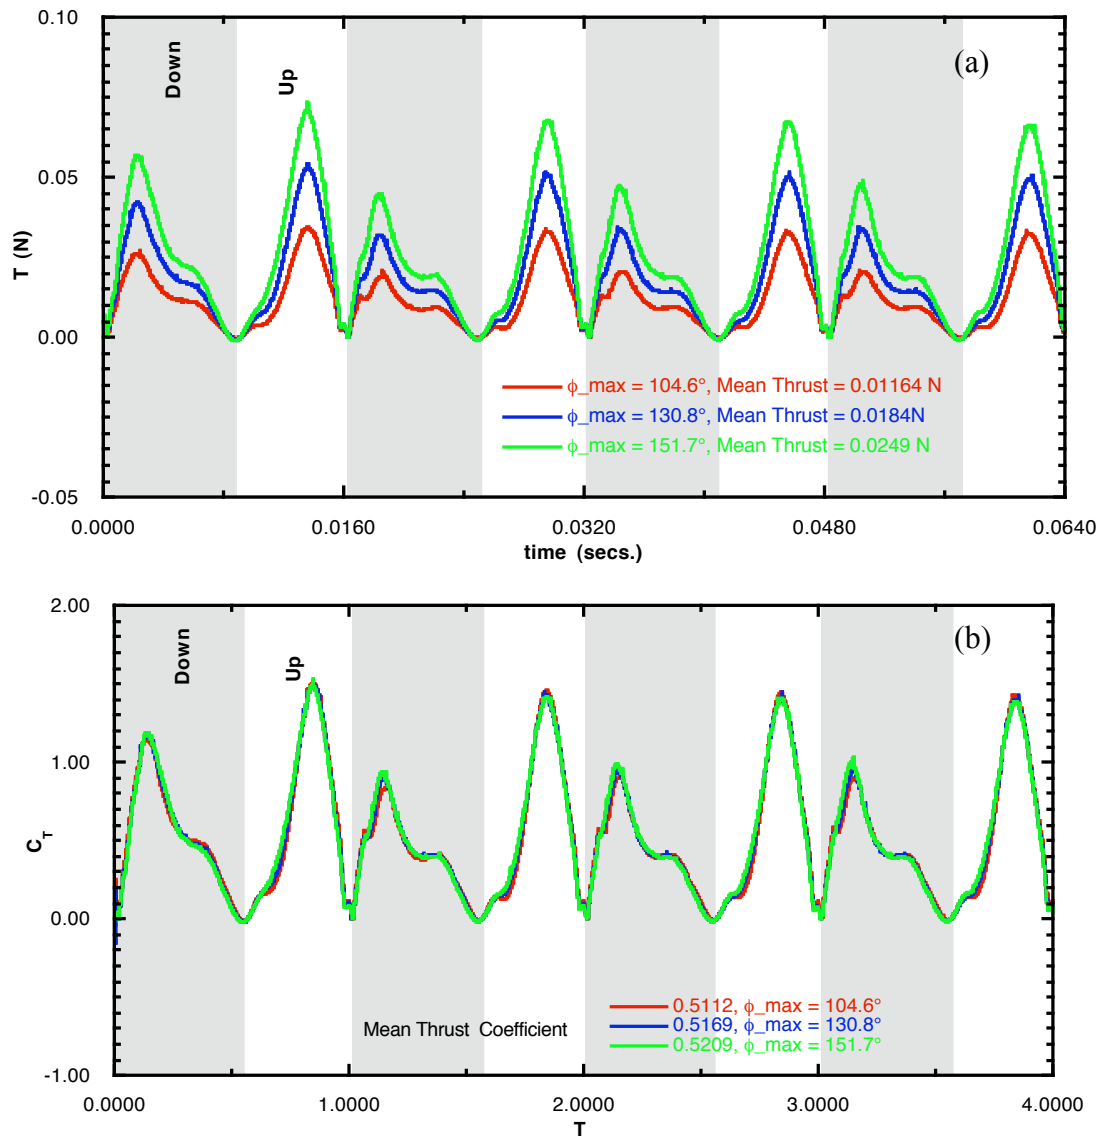 0.10
(a)
Down
Up
0.05
T (N)
0.00
ϕ_max = 104.6°, Mean Thrust = 0.01164 N
ϕ_max = 130.8°, Mean Thrust = 0.0184N
ϕ_max = 151.7°, Mean Thrust = 0.0249 N
-0.05
0.0000 0.0160 0.0320 0.0480 0.0640
time (secs.)
2.00
(b)
Down
Up
1.00
C_T
0.00
0.5112, ϕ_max = 104.6°
Mean Thrust Coefficient 0.5169, ϕ_max = 130.8°
0.5209, ϕ_max = 151.7°
-1.00
0.0000 1.0000 2.0000 3.0000 4.0000
T